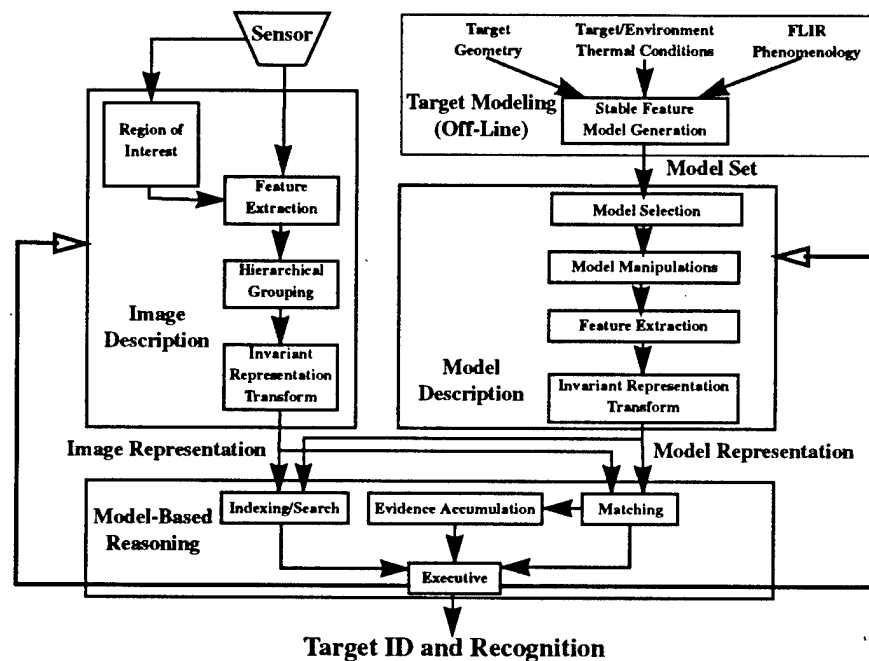 Sensor
Target
Geometry
Target/Environment
Thermal Conditions
FLIR
Phenomenology
Target Modeling
(Off-Line)
Stable Feature
Model Generation
Region of
Interest
Feature
Extraction
Hierarchical
Grouping
Invariant
Representation
Transform
Image
Description
Model Set
Model Selection
Model Manipulations
Feature Extraction
Invariant Representation
Transform
Model
Description
Image Representation
Model Representation
Model-Based
Reasoning
Indexing/Search
Evidence Accumulation
Matching
Executive
Target ID and Recognition